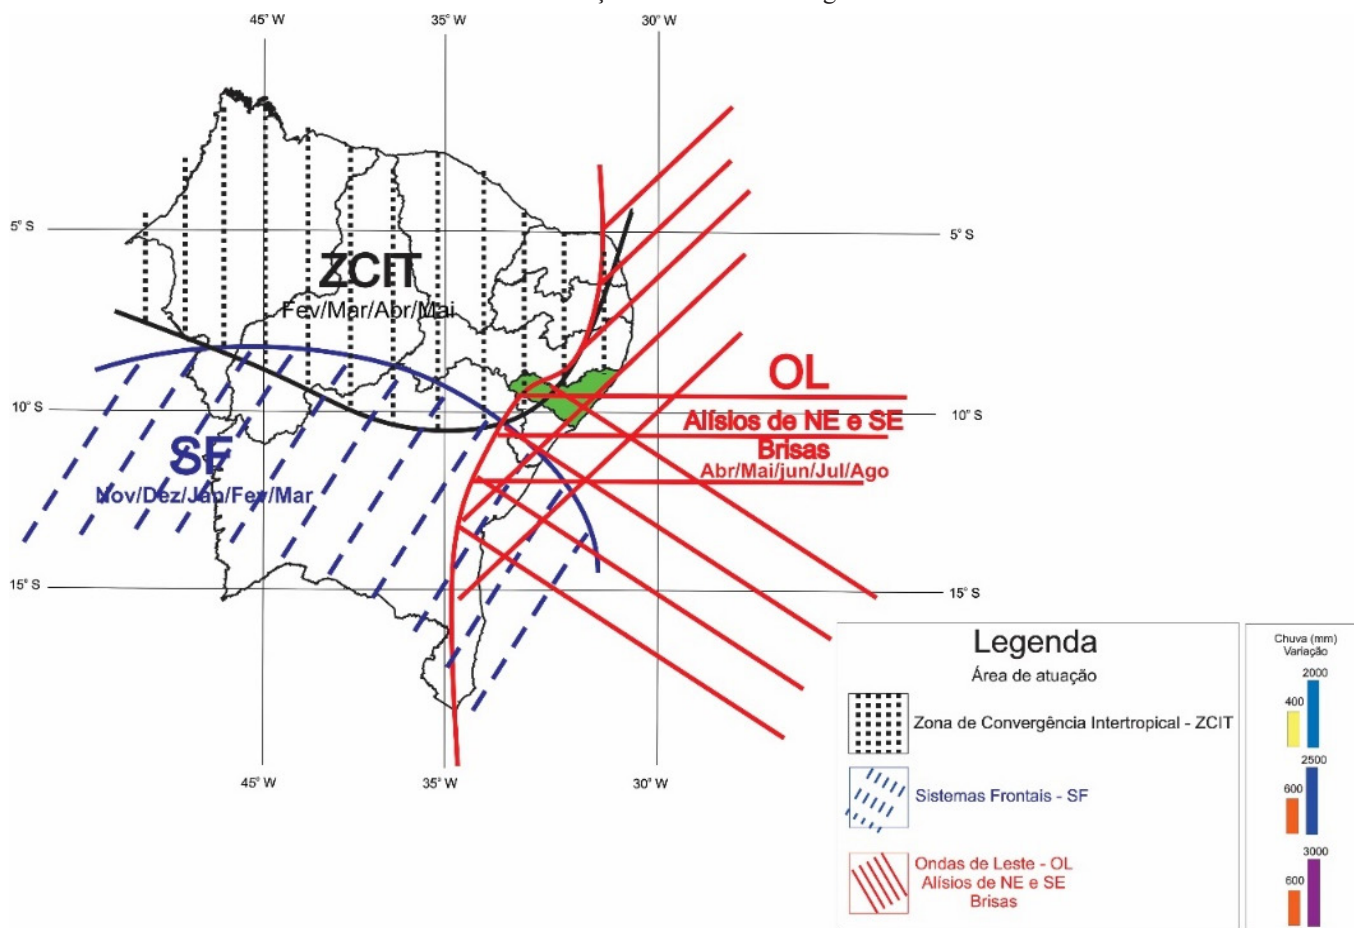 45° W
35° W
30° W
5° S
5° S
ZCIT
Fev/Mar/Abr/Mai
OL
10° S
10° S
Alísios de NE e SE
Brisas
Abr/Mai/jun/Jul/Ago
SF
Nov/Dez/Jan/Fev/Mar
15° S
15° S
45° W
35° W
30° W
Legenda
Área de atuação
Zona de Convergência Intertropical - ZCIT
Sistemas Frontais - SF
Ondas de Leste - OL
Alísios de NE e SE
Brisas
Chuva (mm)
Variação
2000
400
2500
600
3000
600